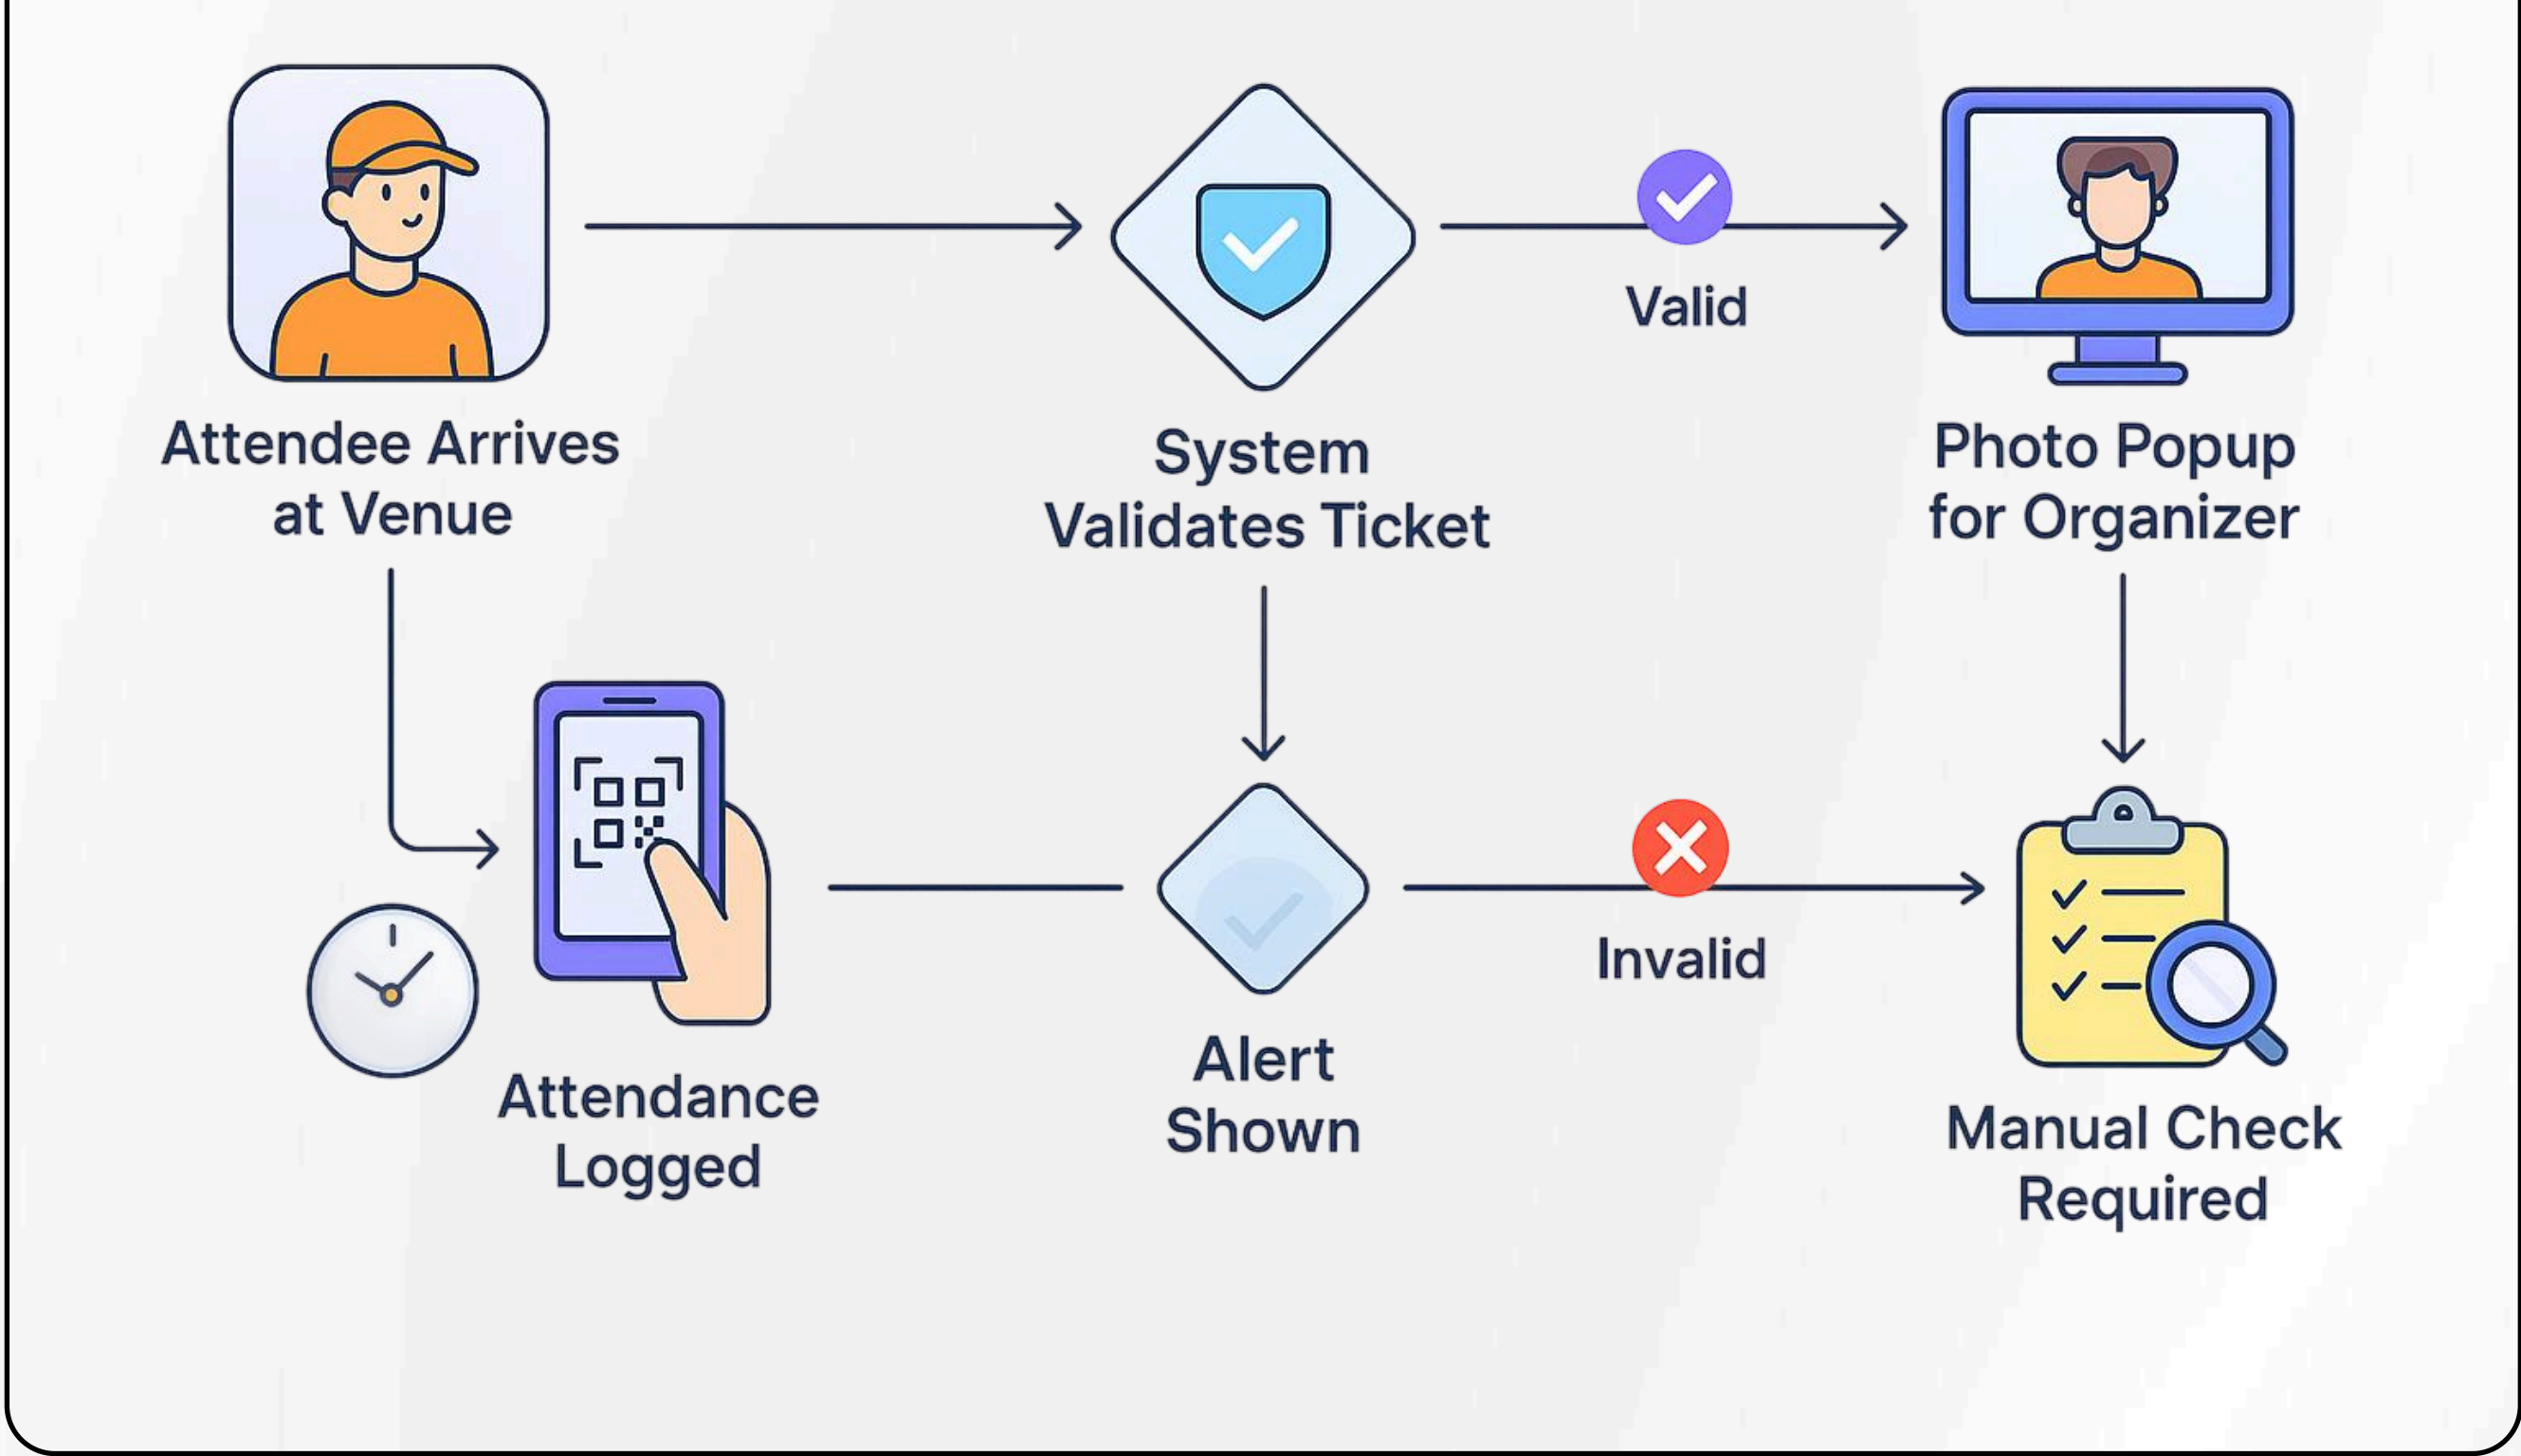 Attendee Arrives
at Venue
System
Validates Ticket
Valid
Photo Popup
for Organizer
Attendance
Logged
Alert
Shown
Invalid
Manual Check
Required